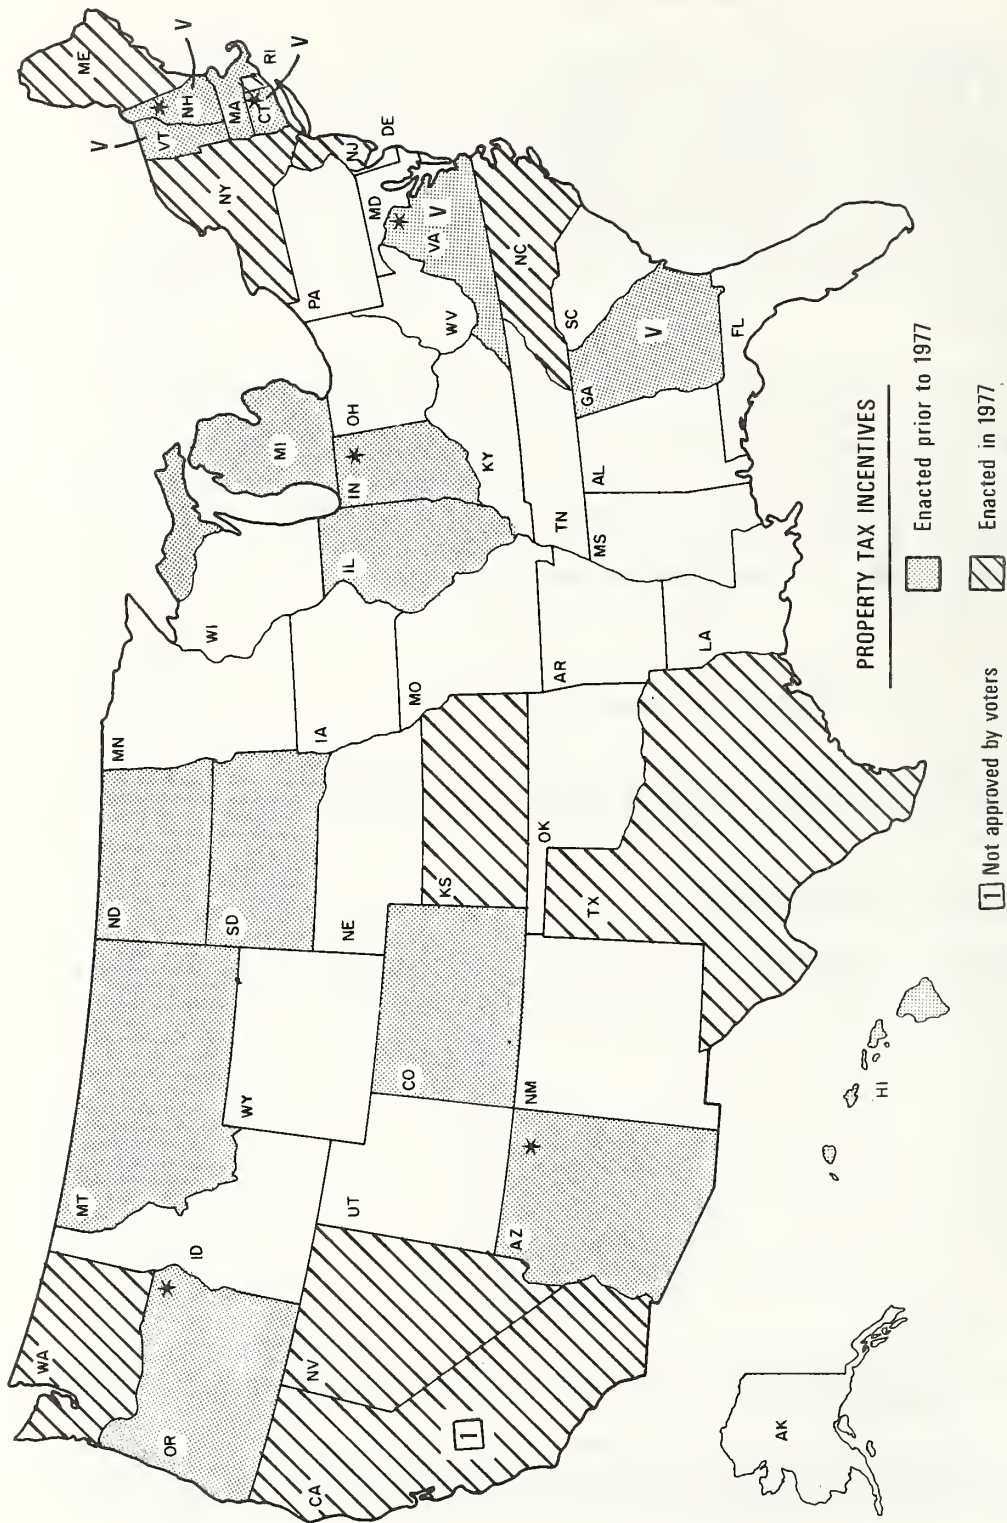 WA
OR
CA
1
NV
ID
MT
WY
UT
AZ
CO
NM
ND
SD
NE
KS
OK
TX
MN
IA
MO
AR
LA
WI
IL
MI
IN
OH
KY
TN
MS
AL
GA
V
FL
SC
NC
VA
V
WV
MD
DE
PA
NJ
NY
VT
V
NH
V
MA
CT
V
RI
ME
AK
HI
PROPERTY TAX INCENTIVES
Enacted prior to 1977
Enacted in 1977
1 Not approved by voters